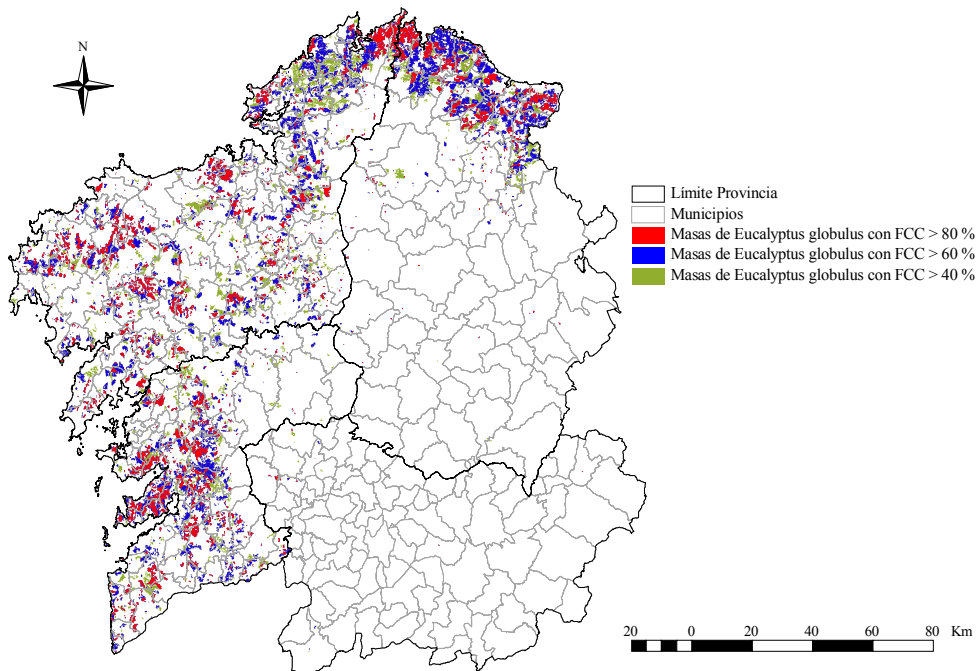 N
Límite Provincia
Municipios
Masas de Eucalyptus globulus con FCC > 80 %
Masas de Eucalyptus globulus con FCC > 60 %
Masas de Eucalyptus globulus con FCC > 40 %
20 0 20 40 60 80 Km